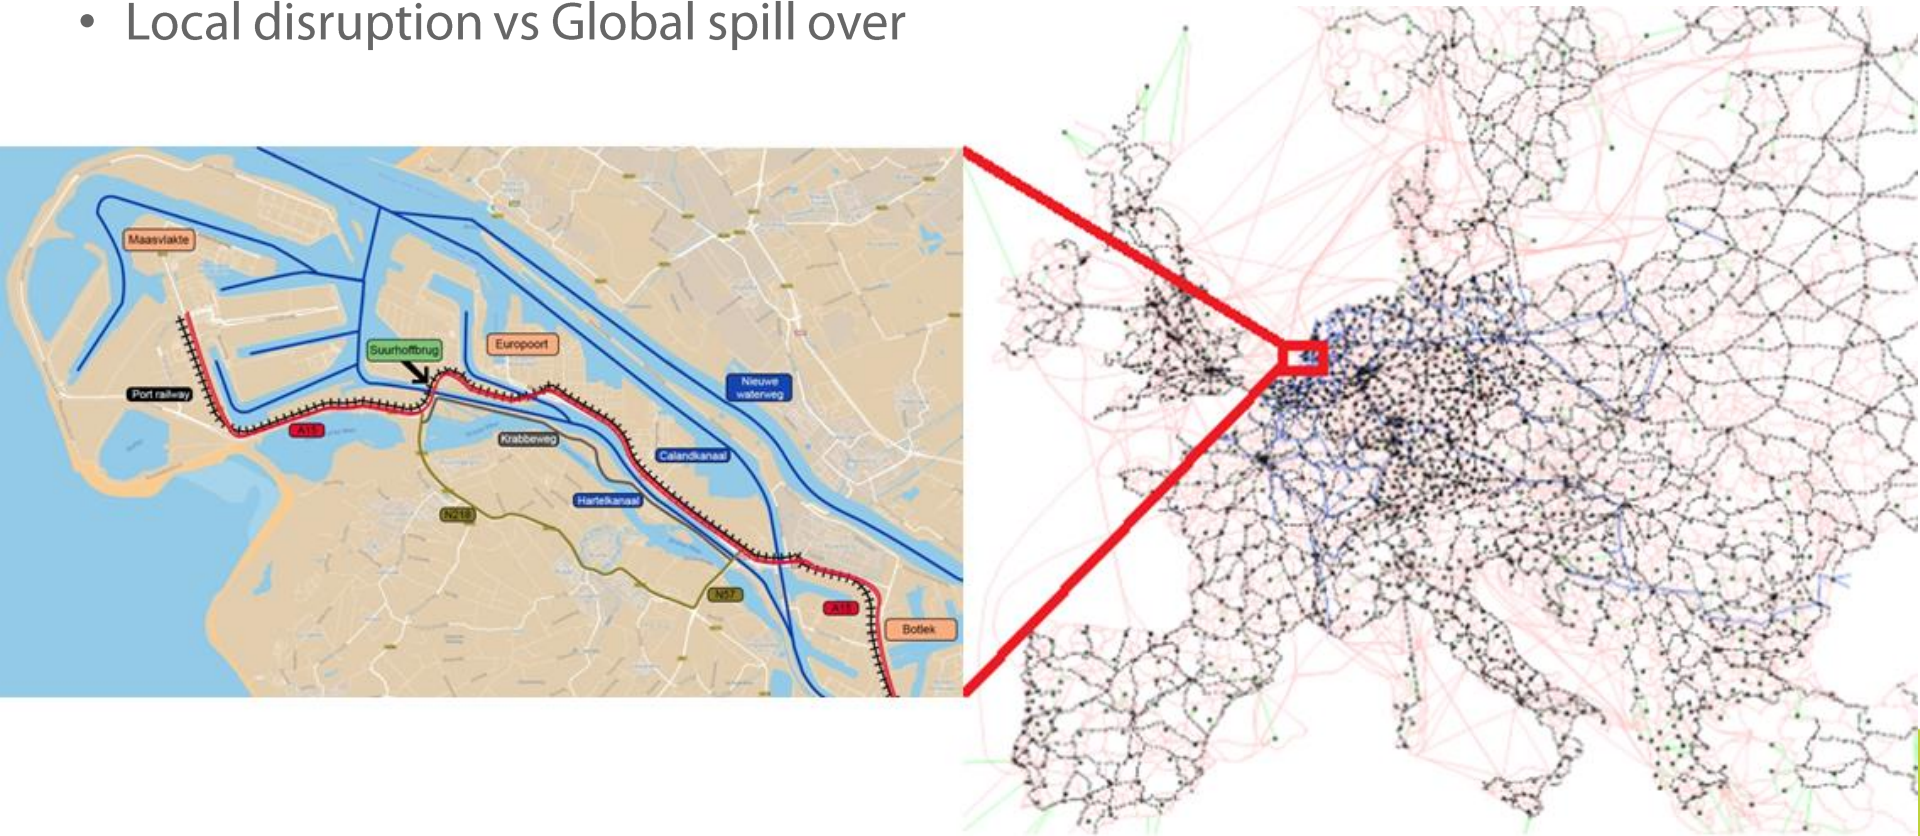 • Local disruption vs Global spill over
Maasvlakte
Suurhoffbrug
Europoort
Port railway
Nieuwe
waterweg
A15
Krabbeweg
Calandkanaal
Hartelkanaal
N218
N57
A15
Botlek